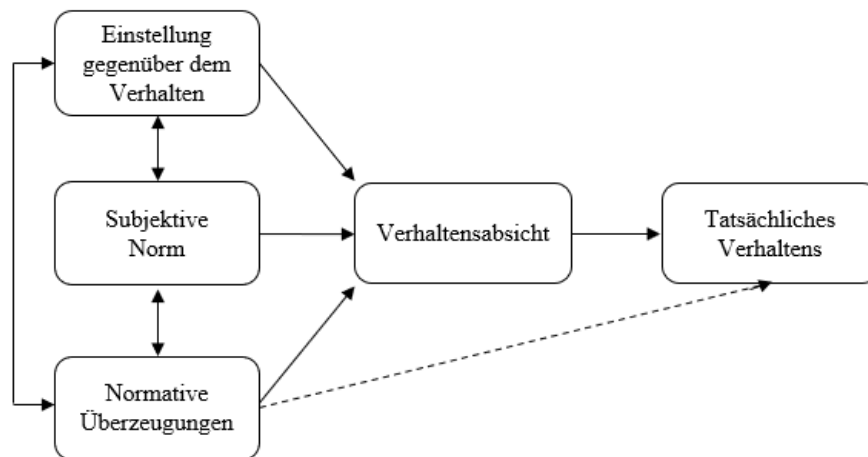 Einstellung
gegenüber dem
Verhalten
Subjektive
Norm
Verhaltensabsicht
Tatsächliches
Verhaltens
Normative
Überzeugungen